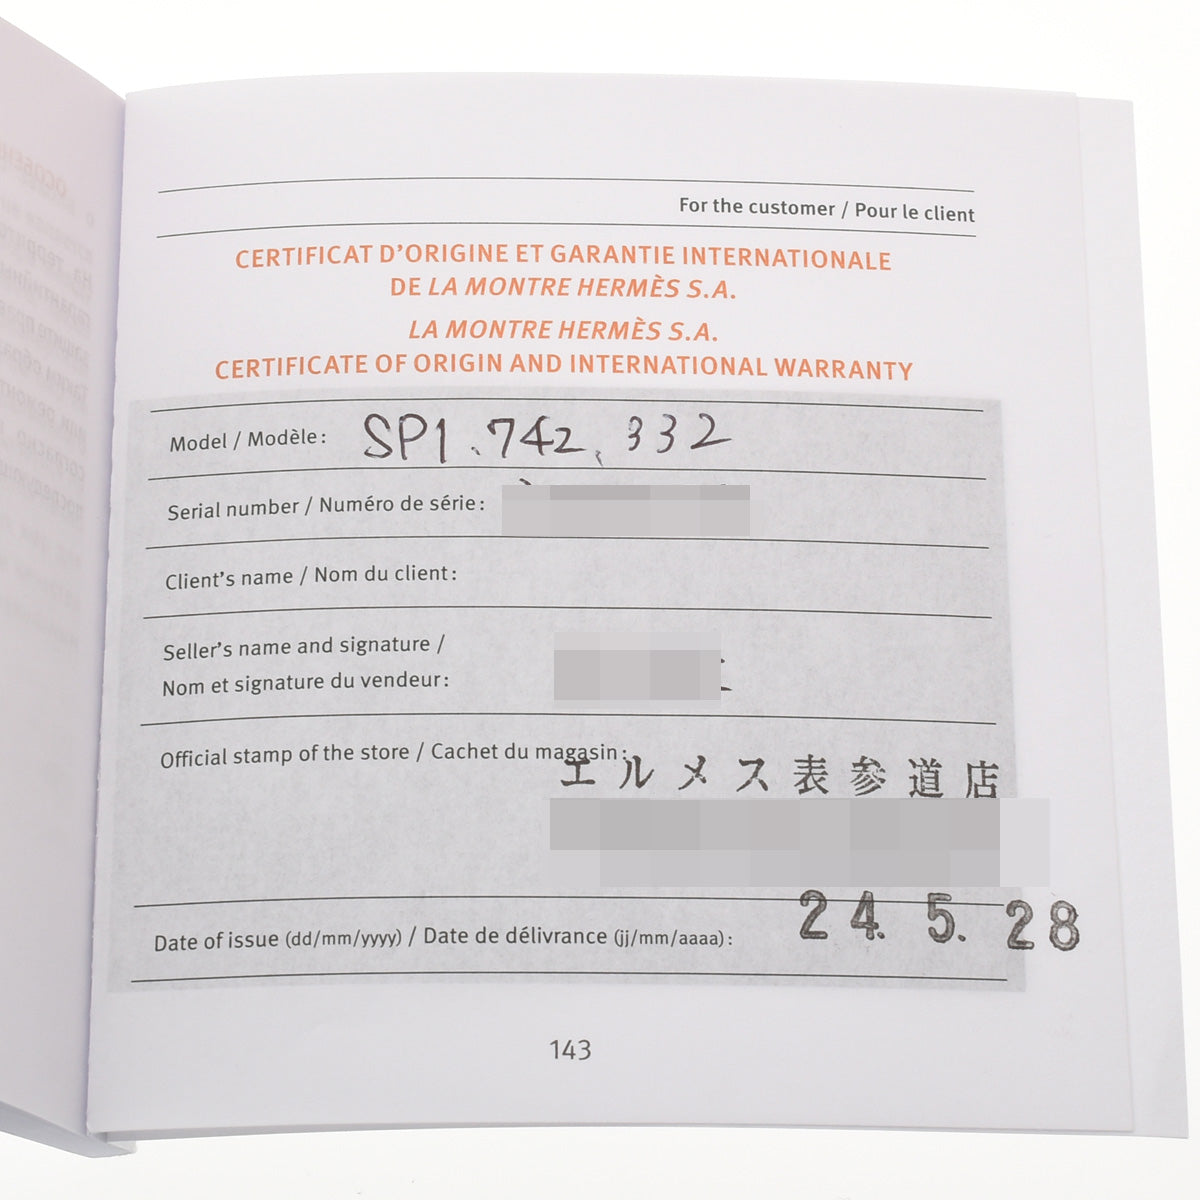 For the customer / Pour le client
CERTIFICAT D'ORIGINE ET GARANTIE INTERNATIONALE
DE LA MONTRE HERMÈS S.A.
LA MONTRE HERMÈS S.A.
CERTIFICATE OF ORIGIN AND INTERNATIONAL WARRANTY
Model / Modèle: SP1.742,332
Serial number / Numéro de série:
Client's name / Nom du client:
Seller's name and signature /
Nom et signature du vendeur:
Official stamp of the store / Cachet du magasin:
エルメス表参道店
Date of issue (dd/mm/yyyy) / Date de délivrance (jj/mm/aaaa): 24. 5. 28
143